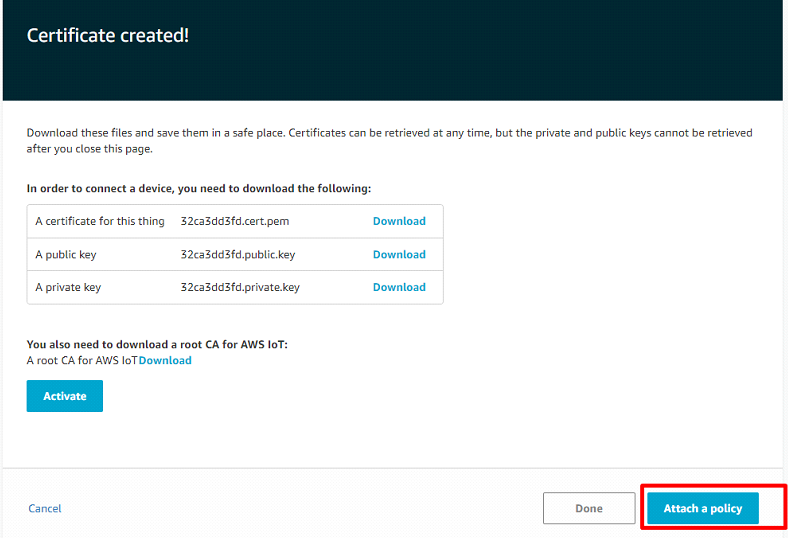 Certificate created!
Download these files and save them in a safe place. Certificates can be retrieved at any time, but the private and public keys cannot be retrieved
after you close this page.
In order to connect a device, you need to download the following:
A certificate for this thing 32ca3dd3fd.cert.pem Download
A public key 32ca3dd3fd.public.key Download
A private key 32ca3dd3fd.private.key Download
You also need to download a root CA for AWS IoT:
A root CA for AWS IoTDownload
Activate
Cancel Done Attach a policy